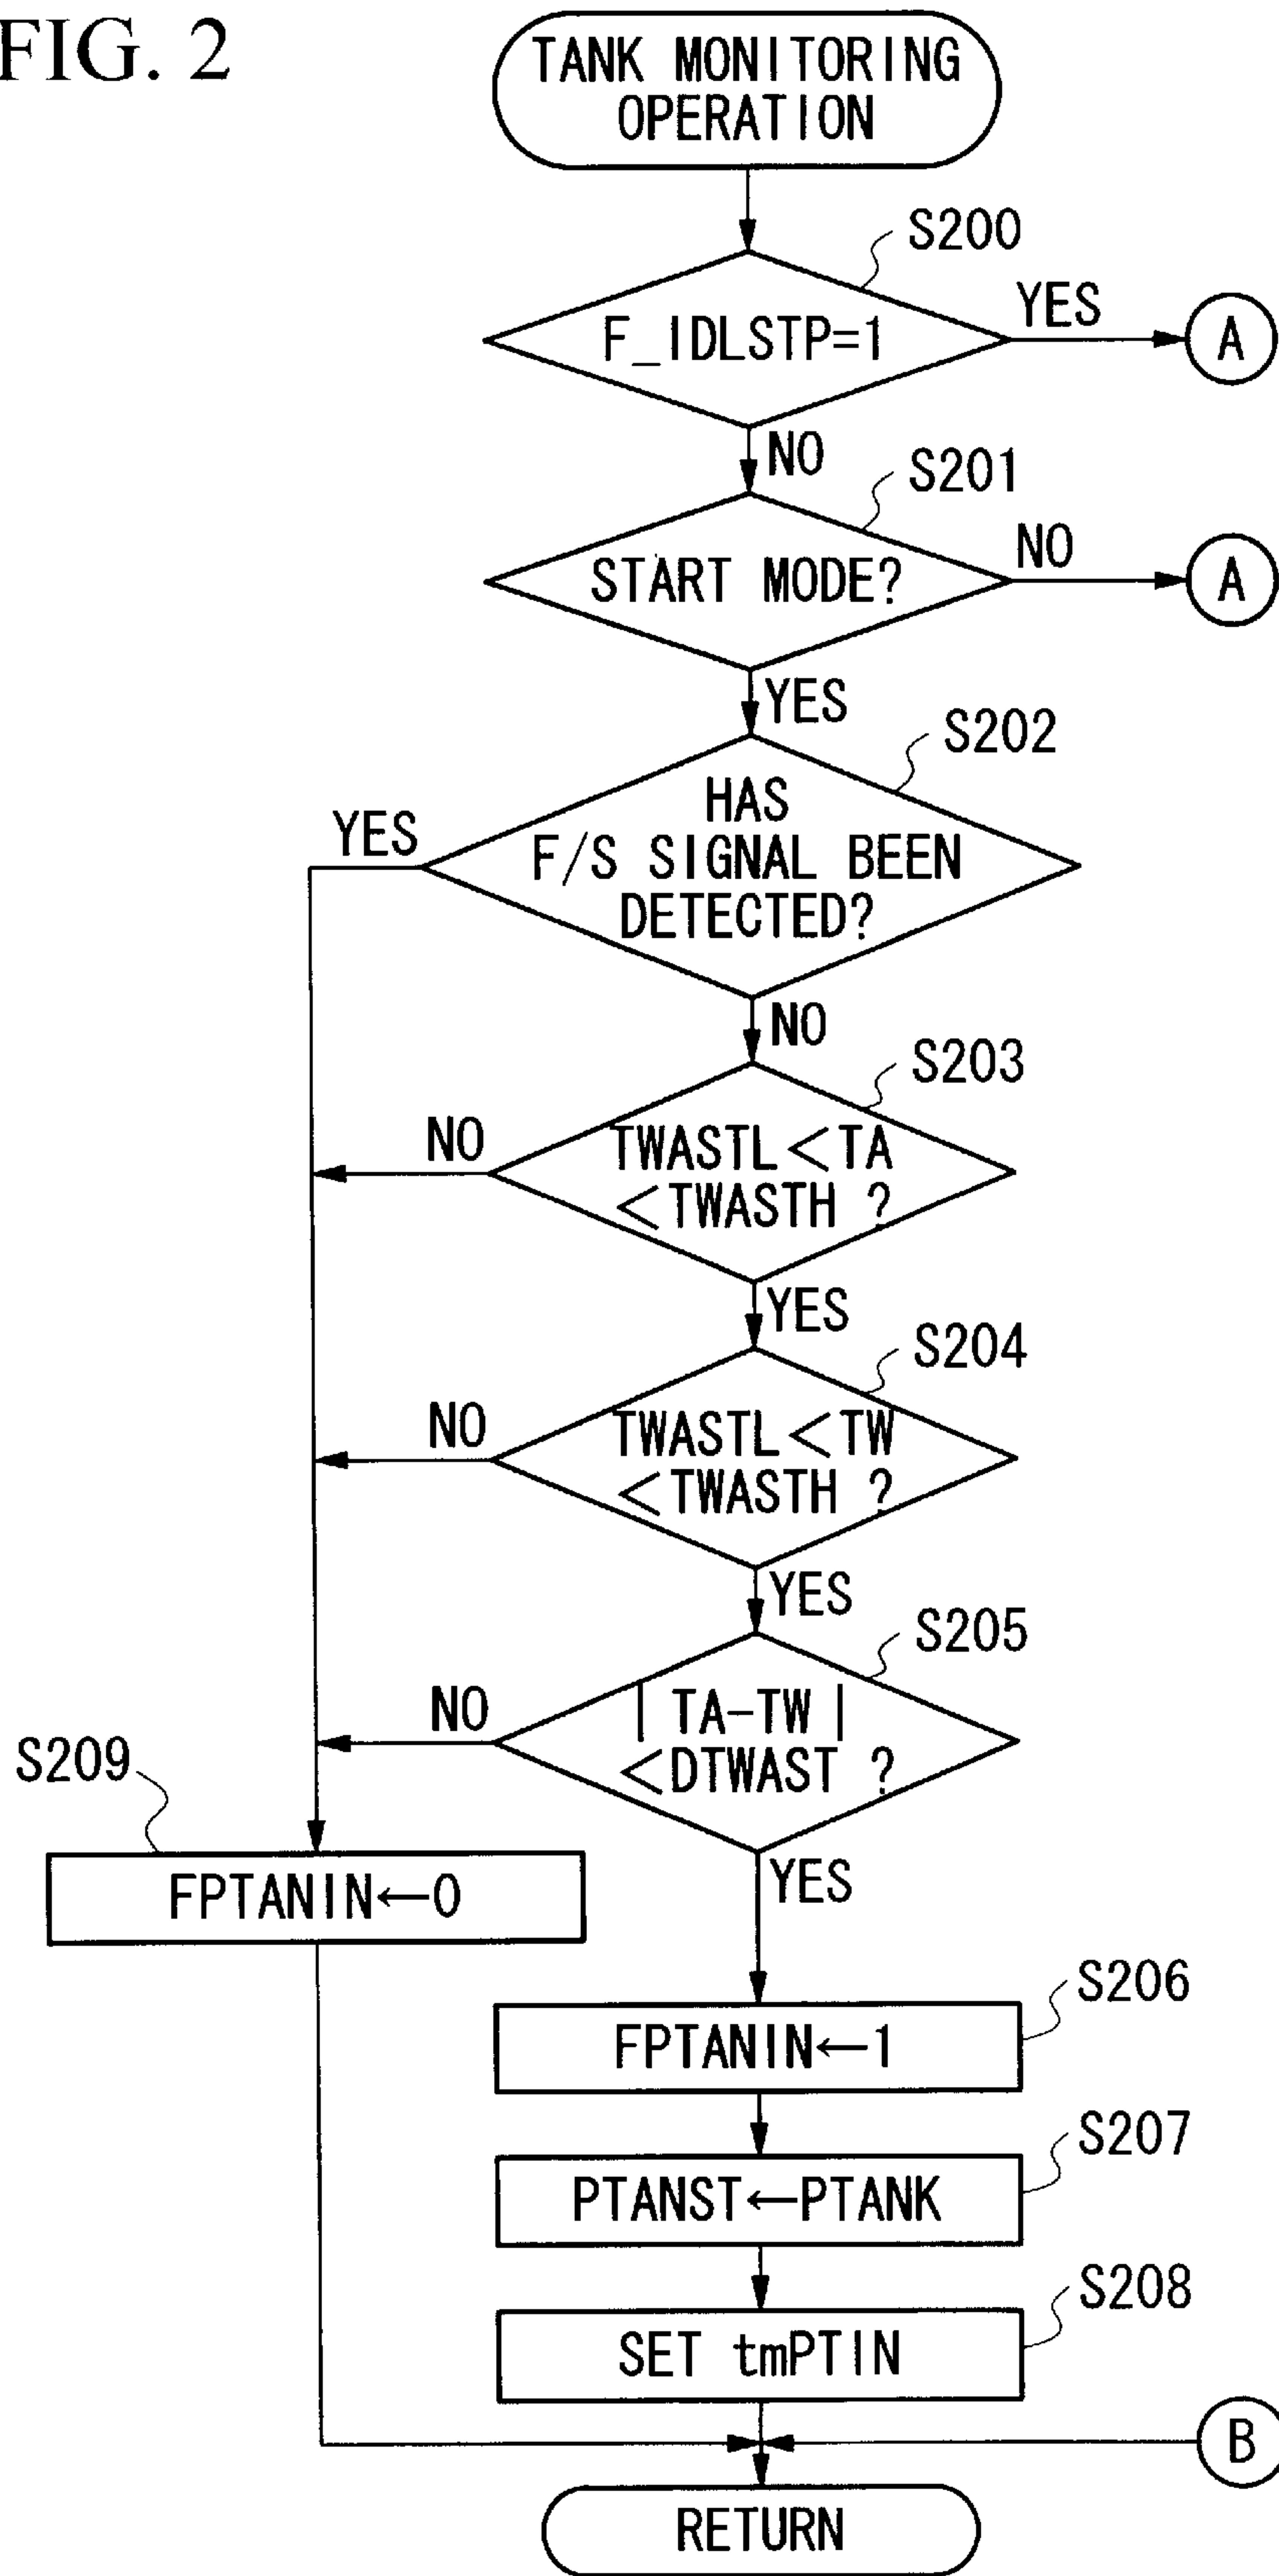 FIG. 2
TANK MONITORING
OPERATION
S200
F_IDLSTP=1
YES
A
NO
S201
START MODE?
NO
A
YES
S202
HAS
F/S SIGNAL BEEN
DETECTED?
YES
NO
S203
TWASTL<TA
<TWASTH ?
NO
YES
S204
TWASTL<TW
<TWASTH ?
NO
YES
S205
| TA-TW |
<DTWAST ?
NO
YES
S209
FPTANIN←0
S206
FPTANIN←1
S207
PTANST←PTANK
S208
SET tmPTIN
B
RETURN